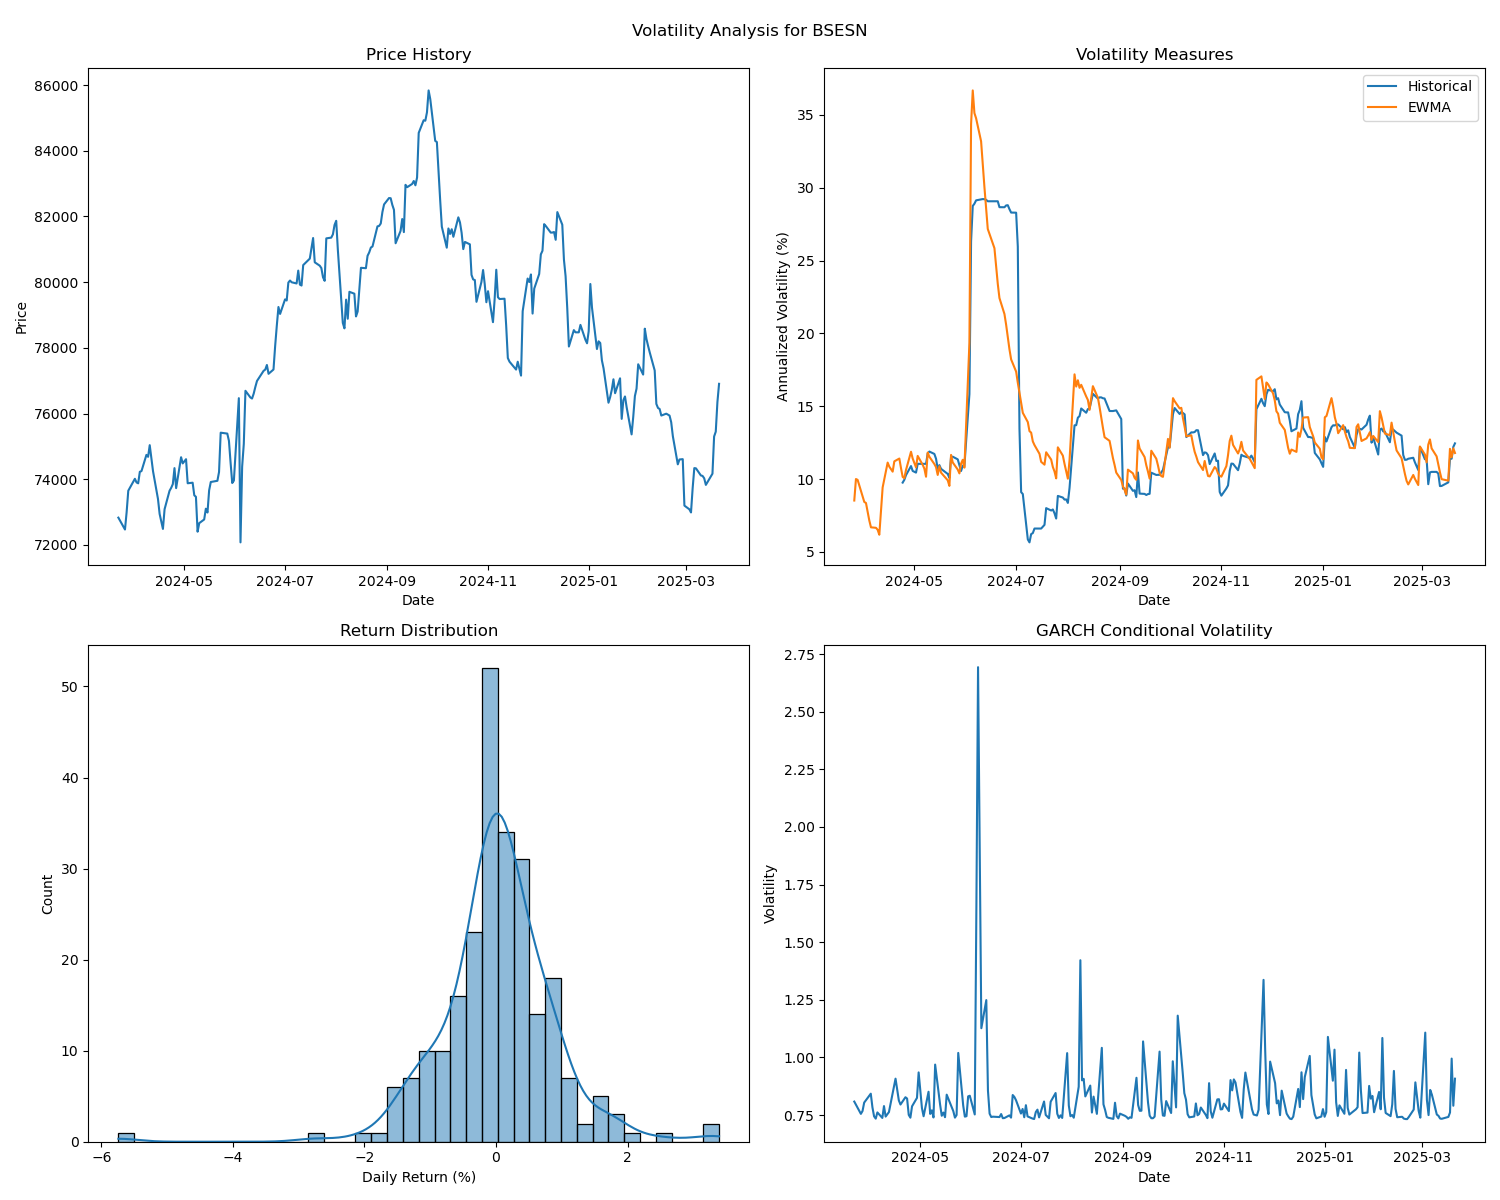 Volatility Analysis for BSESN
Price History
86000
84000
82000
80000
78000
76000
74000
72000
Price
2024-05 2024-07 2024-09 2024-11 2025-01 2025-03
Date
Volatility Measures
Historical
EWMA
35
30
25
20
15
10
5
Annualized Volatility (%)
2024-05 2024-07 2024-09 2024-11 2025-01 2025-03
Date
Return Distribution
50
40
30
20
10
0
Count
−6 −4 −2 0 2
Daily Return (%)
GARCH Conditional Volatility
2.75
2.50
2.25
2.00
1.75
1.50
1.25
1.00
0.75
Volatility
2024-05 2024-07 2024-09 2024-11 2025-01 2025-03
Date